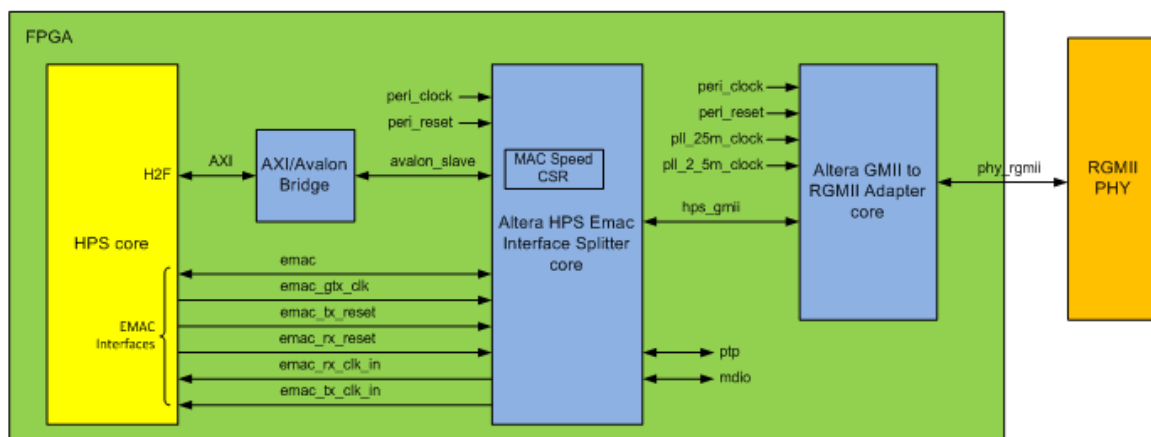 FPGA
HPS core
H2F
EMAC
Interfaces
AXI
AXI/Avalon
Bridge
avalon_slave
peri_clock
peri_reset
emac
emac_gtx_clk
emac_tx_reset
emac_rx_reset
emac_rx_clk_in
emac_tx_clk_in
MAC Speed
CSR
Altera HPS Emac
Interface Splitter
core
hps_gmii
ptp
mdio
peri_clock
peri_reset
pll_25m_clock
pll_2_5m_clock
Altera GMII to
RGMII Adapter
core
phy_rgmii
RGMII
PHY